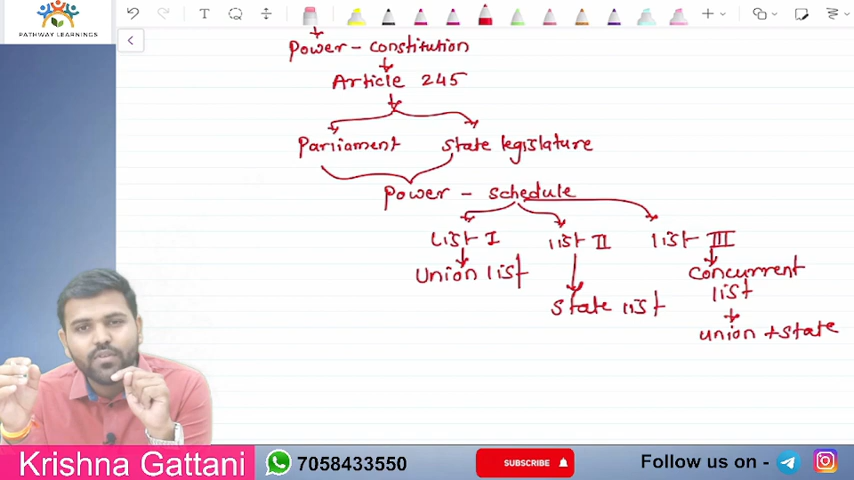 PATHWAY LEARNINGS
T
Power - constitution
Article 245
Parliament state legislature
Power - schedule
list I list II list III
Union list Concurrent
list
State list
union + state
Krishna Gattani 7058433550 SUBSCRIBE Follow us on -